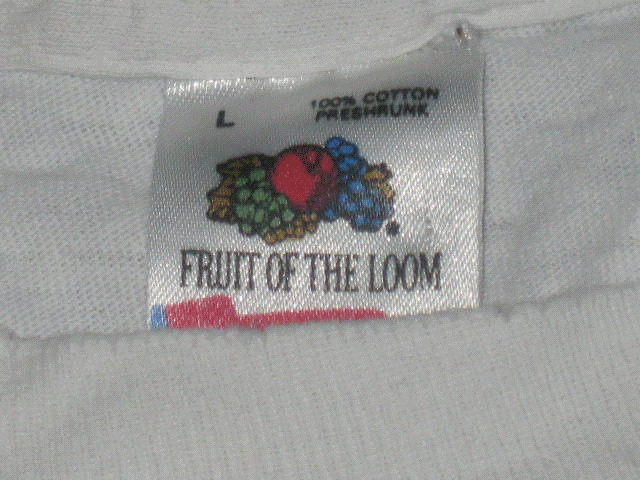 L
100% COTTON
PRESHRUNK
FRUIT OF THE LOOM